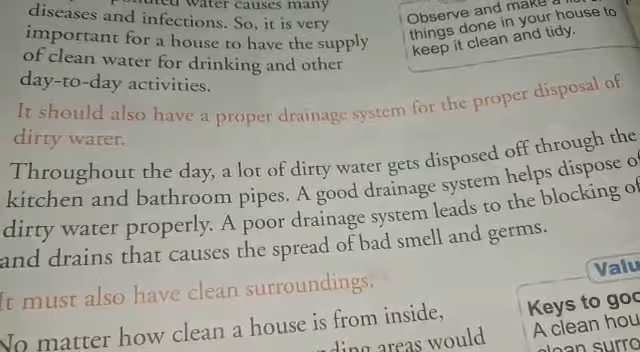 water causes many
diseases and infections. So, it is very
important for a house to have the supply
of clean water for drinking and other
day-to-day activities.
Observe and make a
things done in your house to
keep it clean and tidy.
It should also have a proper drainage system for the proper disposal of
dirty water.
Throughout the day, a lot of dirty water gets disposed off through the
kitchen and bathroom pipes. A good drainage system helps dispose of
dirty water properly. A poor drainage system leads to the blocking of
and drains that causes the spread of bad smell and germs.
It must also have clean surroundings.
No matter how clean a house is from inside,
areas would
Keys to
A clean